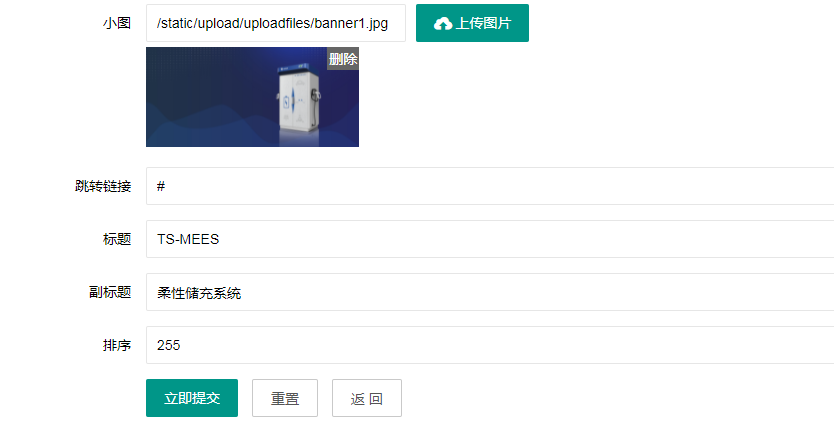 小图 /static/upload/uploadfiles/banner1.jpg 上传图片
删除
跳转链接 #
标题 TS-MEES
副标题 柔性储充系统
排序 255
立即提交 重置 返 回